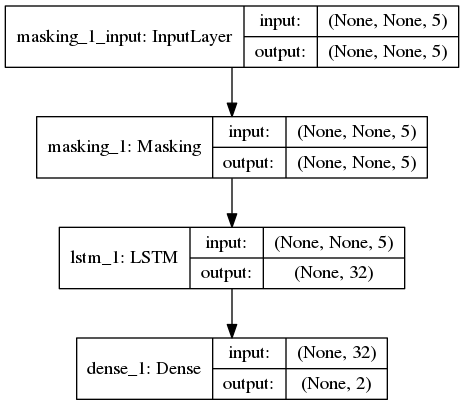 masking_1_input: InputLayer
input:
(None, None, 5)
output:
(None, None, 5)
masking_1: Masking
input:
(None, None, 5)
output:
(None, None, 5)
lstm_1: LSTM
input:
(None, None, 5)
output:
(None, 32)
dense_1: Dense
input:
(None, 32)
output:
(None, 2)